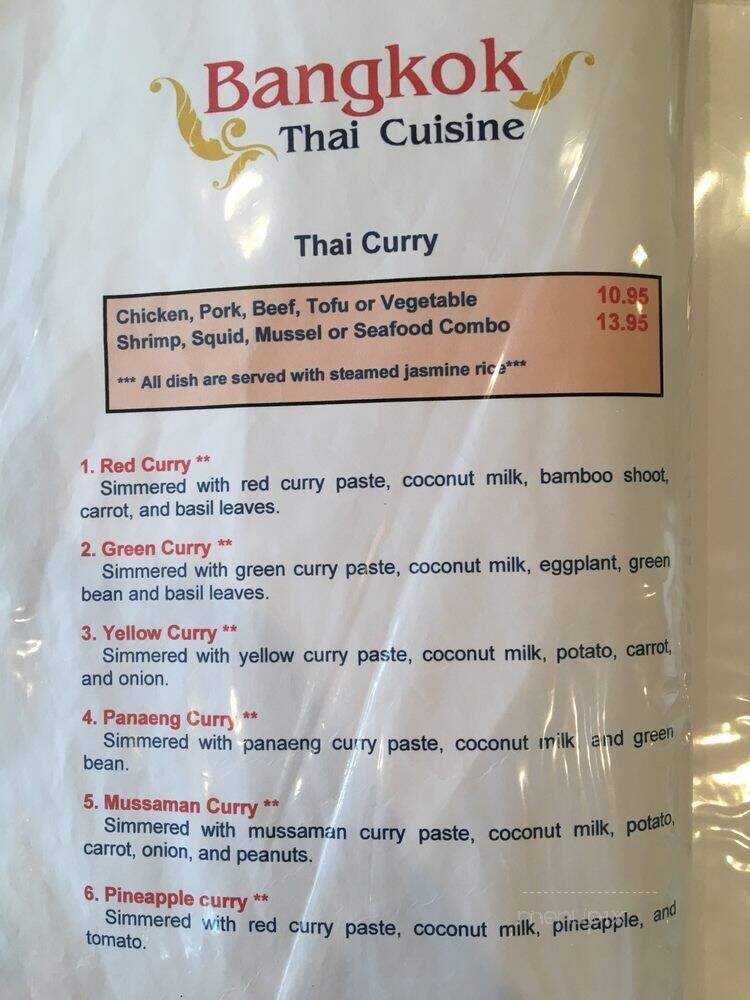 Bangkok
Thai Cuisine
Thai Curry
Chicken, Pork, Beef, Tofu or Vegetable 10.95
Shrimp, Squid, Mussel or Seafood Combo 13.95
*** All dish are served with steamed jasmine rice***
1. Red Curry **
Simmered with red curry paste, coconut milk, bamboo shoot,
carrot, and basil leaves.
2. Green Curry **
Simmered with green curry paste, coconut milk, eggplant, green
bean and basil leaves.
3. Yellow Curry **
Simmered with yellow curry paste, coconut milk, potato, carrot,
and onion.
4. Panaeng Curry **
Simmered with panaeng curry paste, coconut milk and green
bean.
5. Mussaman Curry **
Simmered with mussaman curry paste, coconut milk, potato,
carrot, onion, and peanuts.
6. Pineapple curry **
Simmered with red curry paste, coconut milk, pineapple, and
tomato.